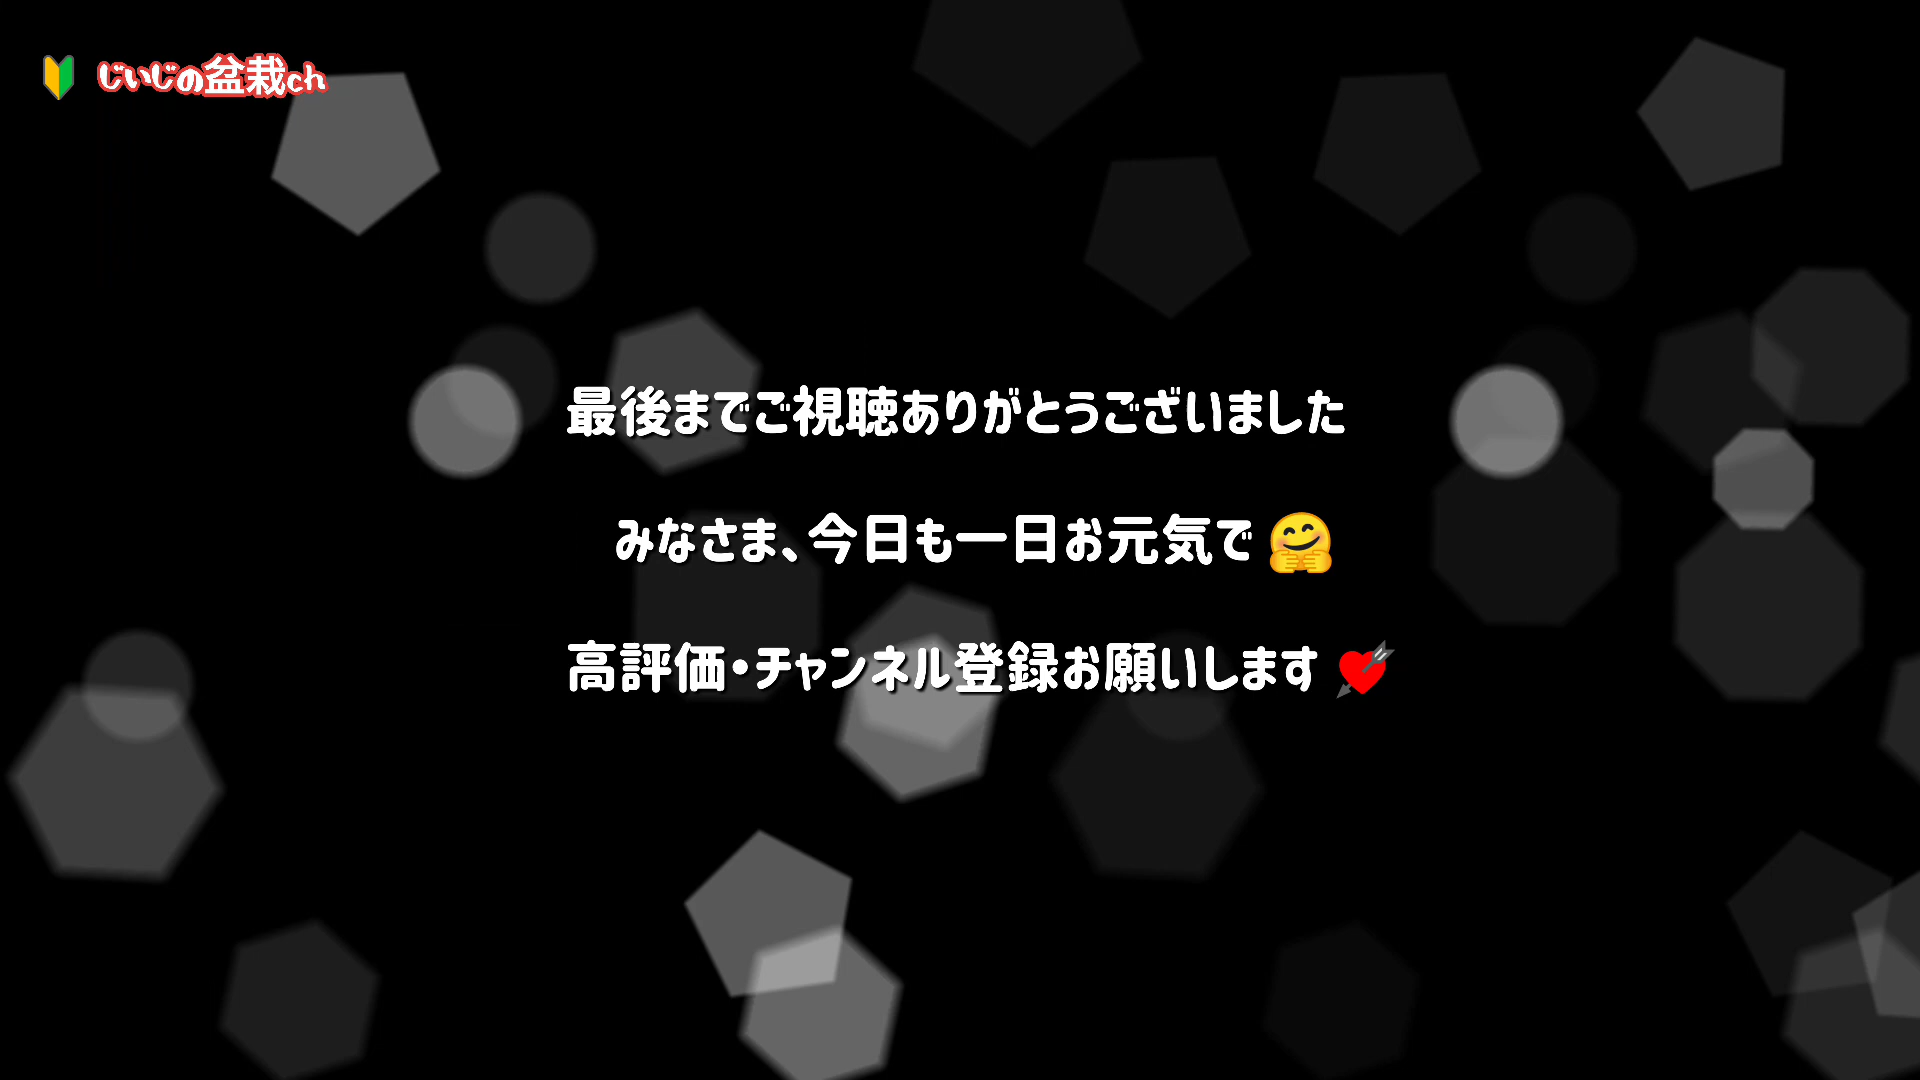 🔰 じいじの盆栽ch
最後までご視聴ありがとうございました
みなさま、今日も一日お元気で🤗
高評価・チャンネル登録お願いします💘